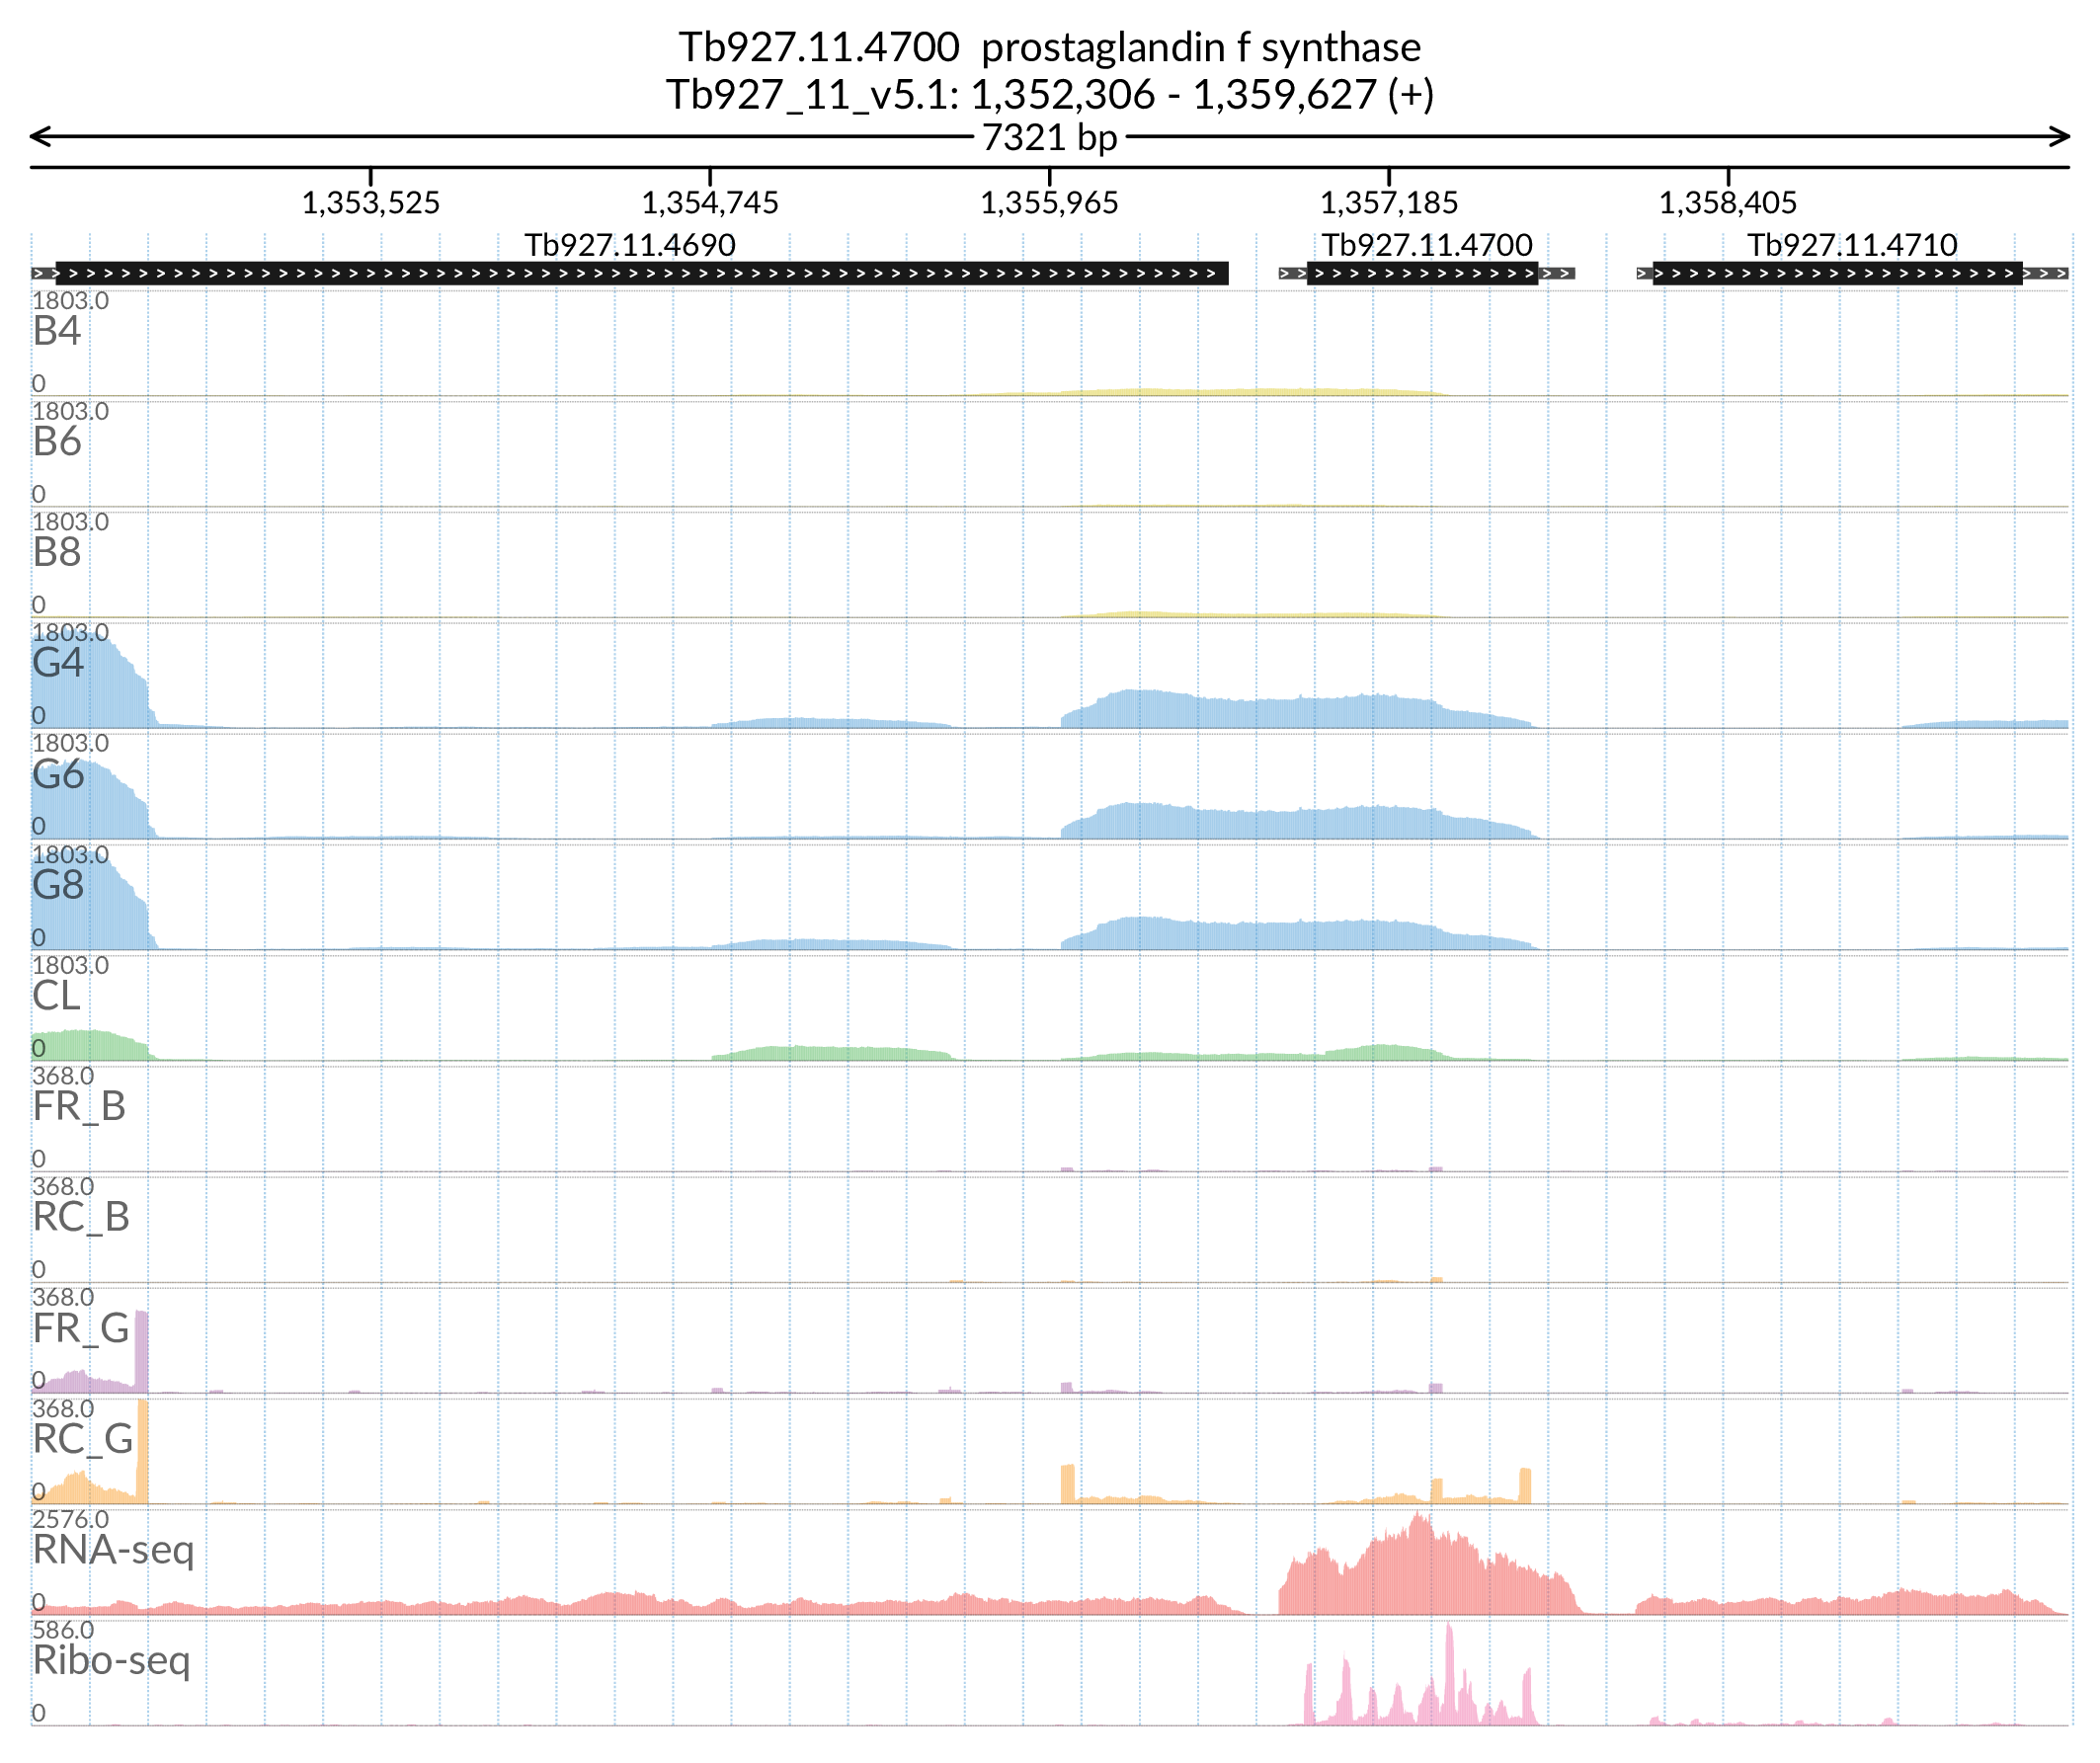 Tb927.11.4700 prostaglandin f synthase
Tb927_11_v5.1: 1,352,306 - 1,359,627 (+)
7321 bp
1,353,525 1,354,745 1,355,965 1,357,185 1,358,405
Tb927.11.4690 Tb927.11.4700 Tb927.11.4710
1803.0
B4
0
1803.0
B6
0
1803.0
B8
0
1803.0
G4
0
1803.0
G6
0
1803.0
G8
0
1803.0
CL
0
368.0
FR_B
0
368.0
RC_B
0
368.0
FR_G
0
368.0
RC_G
0
2576.0
RNA-seq
0
586.0
Ribo-seq
0